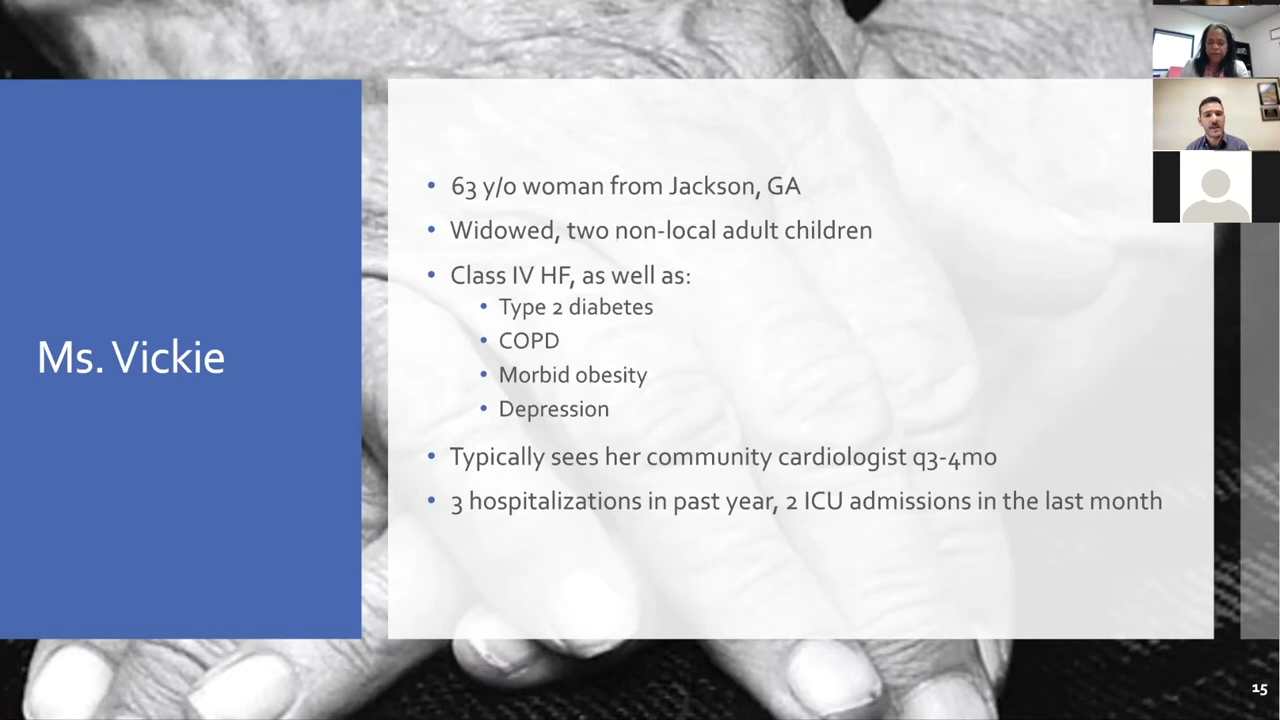 Ms. Vickie
• 63 y/o woman from Jackson, GA
• Widowed, two non-local adult children
• Class IV HF, as well as:
• Type 2 diabetes
• COPD
• Morbid obesity
• Depression
• Typically sees her community cardiologist q3-4mo
• 3 hospitalizations in past year, 2 ICU admissions in the last month
15